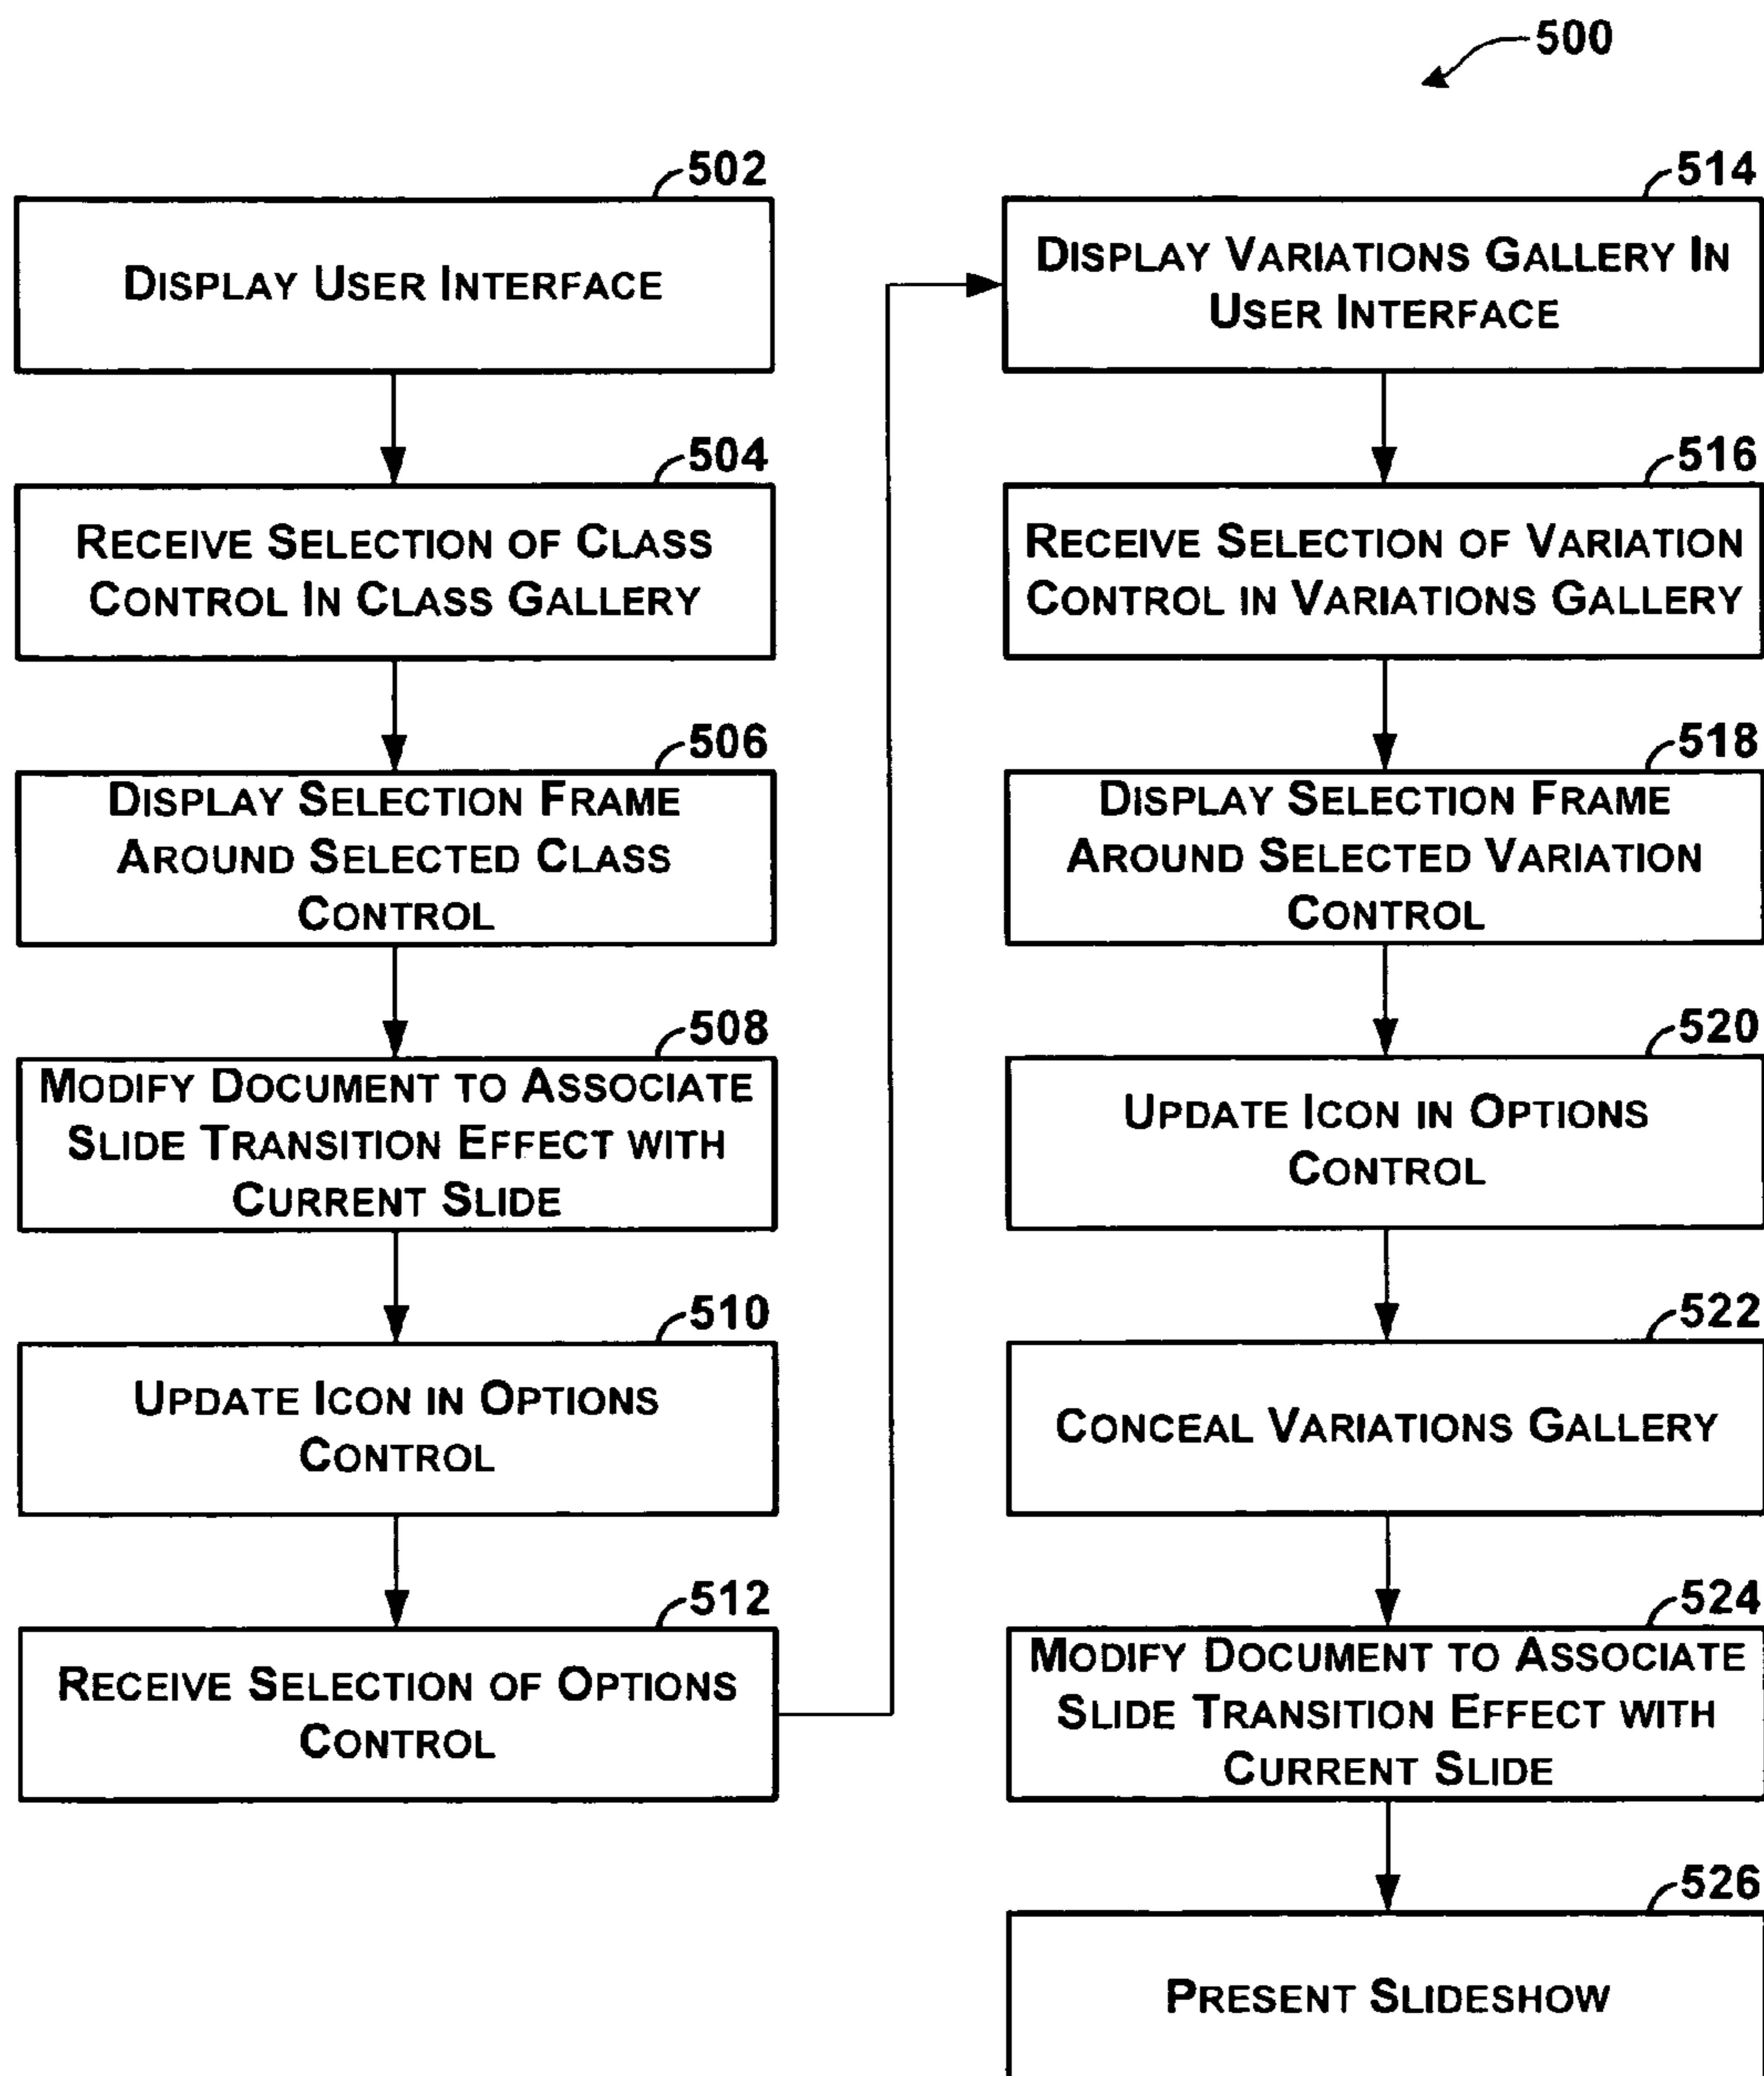 500
502
DISPLAY USER INTERFACE
504
RECEIVE SELECTION OF CLASS
CONTROL IN CLASS GALLERY
506
DISPLAY SELECTION FRAME
AROUND SELECTED CLASS
CONTROL
508
MODIFY DOCUMENT TO ASSOCIATE
SLIDE TRANSITION EFFECT WITH
CURRENT SLIDE
510
UPDATE ICON IN OPTIONS
CONTROL
512
RECEIVE SELECTION OF OPTIONS
CONTROL
514
DISPLAY VARIATIONS GALLERY IN
USER INTERFACE
516
RECEIVE SELECTION OF VARIATION
CONTROL IN VARIATIONS GALLERY
518
DISPLAY SELECTION FRAME
AROUND SELECTED VARIATION
CONTROL
520
UPDATE ICON IN OPTIONS
CONTROL
522
CONCEAL VARIATIONS GALLERY
524
MODIFY DOCUMENT TO ASSOCIATE
SLIDE TRANSITION EFFECT WITH
CURRENT SLIDE
526
PRESENT SLIDESHOW